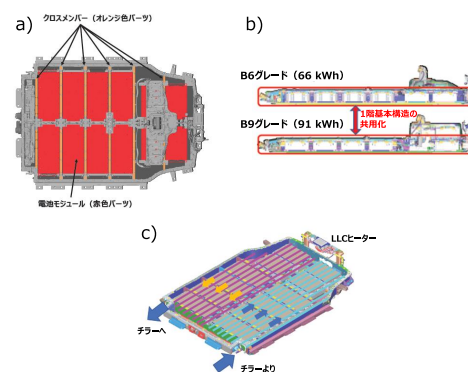 a)
クロスメンバー（オレンジ色パーツ）
電池モジュール（赤色パーツ）
b)
B6グレード（66 kWh）
1階基本構造の
共用化
B9グレード（91 kWh）
c)
LLCヒーター
チラーへ
チラーより